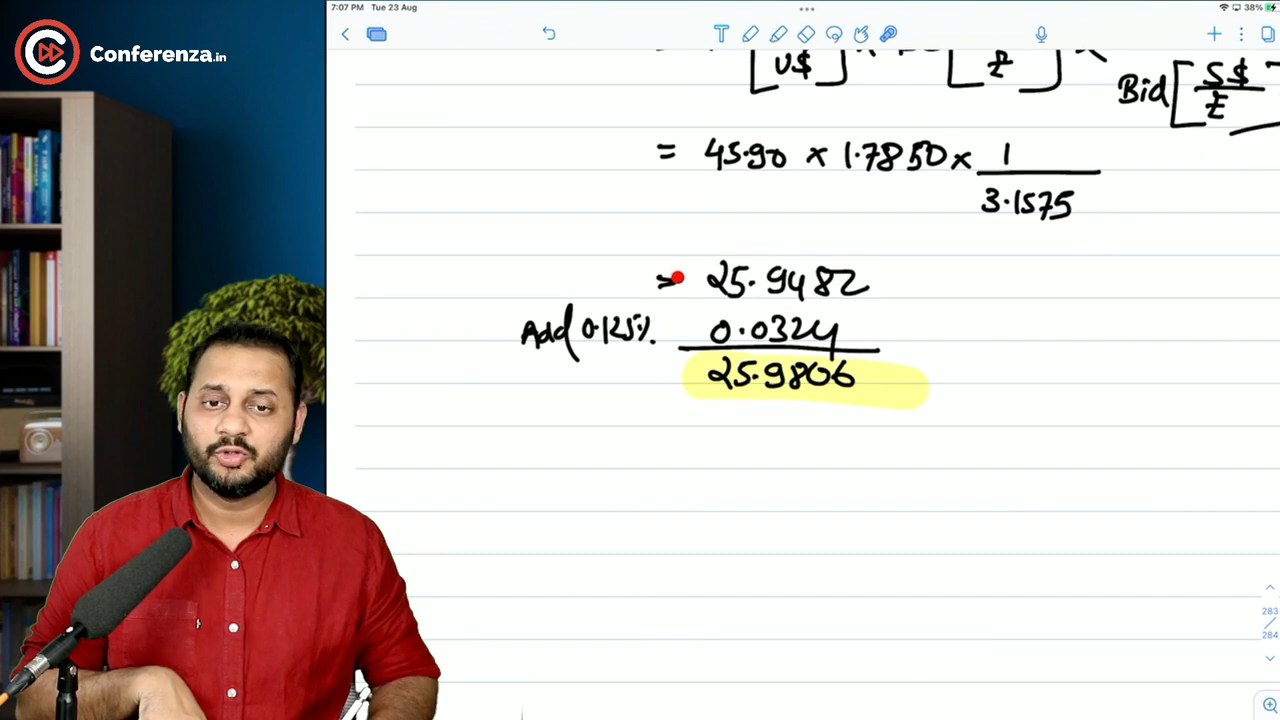 7:07 PM Tue 23 Aug
38%
Conferenza.in
[U$] × [£] ×
Bid [S$/£
= 45.90 × 1.7850 × 1/3.1575
= 25.9482
Add 0.125% 0.0324
25.9806
283
284